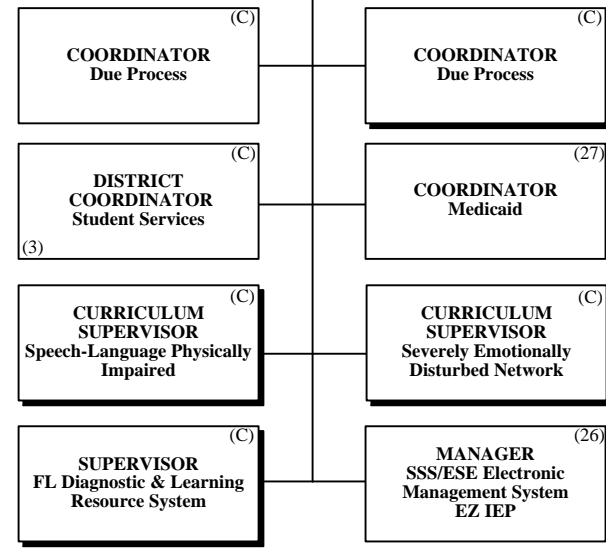 (C)
COORDINATOR
Due Process
(C)
COORDINATOR
Due Process
(C)
DISTRICT
COORDINATOR
Student Services
(3)
(27)
COORDINATOR
Medicaid
(C)
CURRICULUM
SUPERVISOR
Speech-Language Physically
Impaired
(C)
CURRICULUM
SUPERVISOR
Severely Emotionally
Disturbed Network
(C)
SUPERVISOR
FL Diagnostic & Learning
Resource System
(26)
MANAGER
SSS/ESE Electronic
Management System
EZ IEP